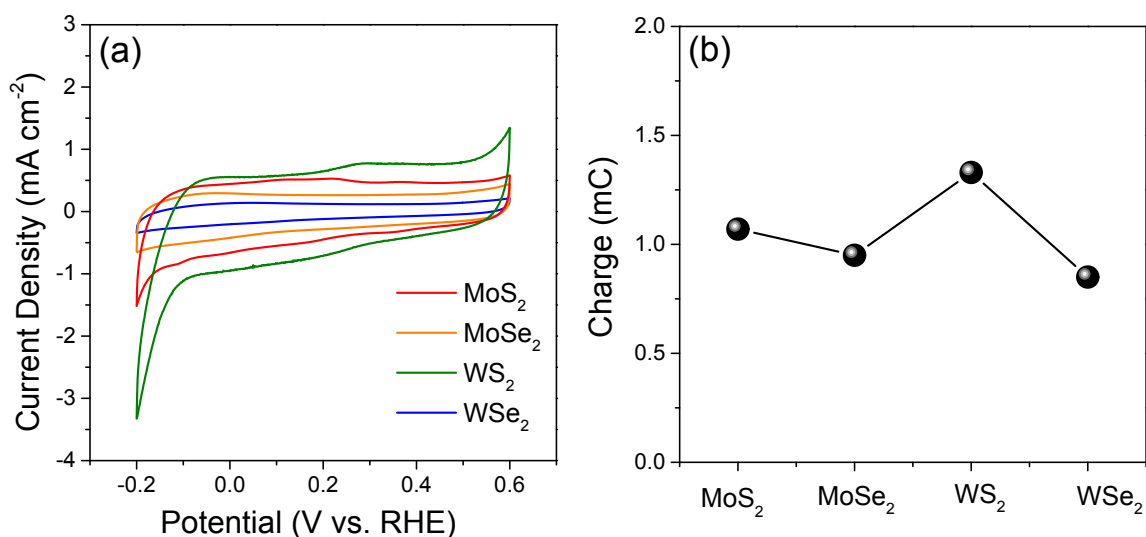 (a)
3
2
1
0
-1
-2
-3
-4
Current Density (mA cm⁻²)
MoS₂
MoSe₂
WS₂
WSe₂
-0.2 0.0 0.2 0.4 0.6
Potential (V vs. RHE)
(b)
2.0
1.5
1.0
0.5
0.0
Charge (mC)
MoS₂ MoSe₂ WS₂ WSe₂